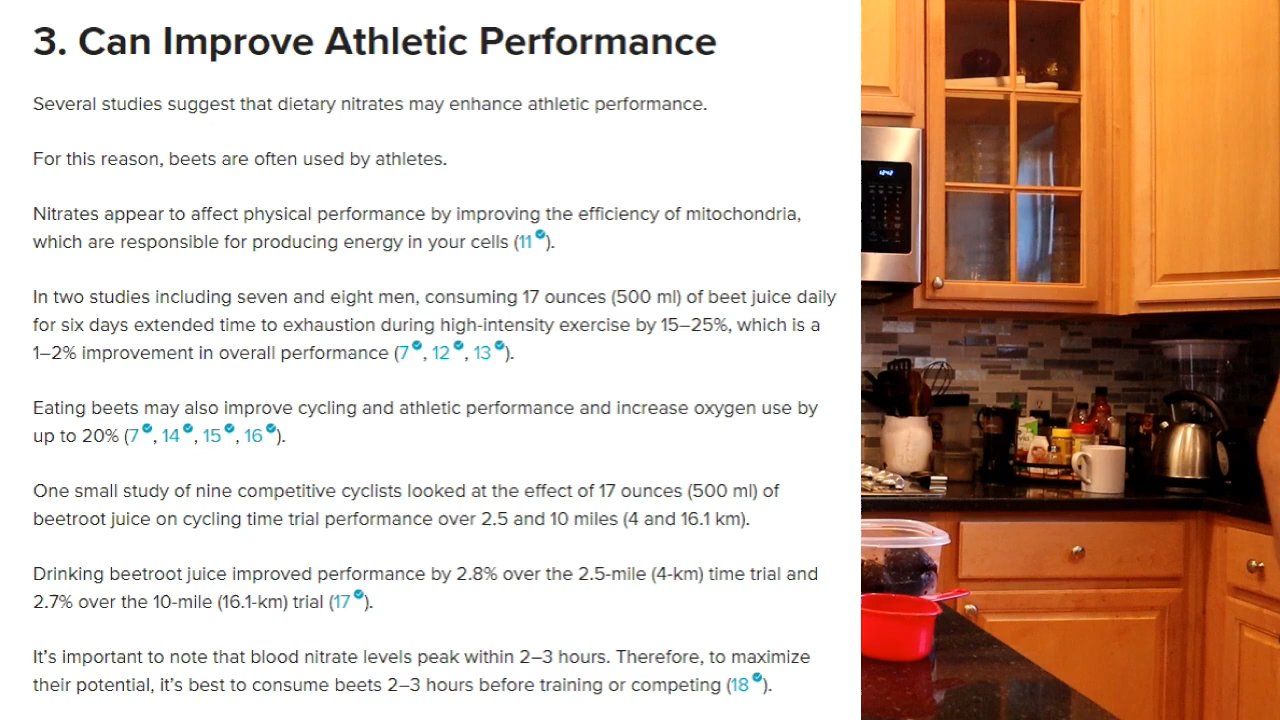 3. Can Improve Athletic Performance
Several studies suggest that dietary nitrates may enhance athletic performance.
For this reason, beets are often used by athletes.
Nitrates appear to affect physical performance by improving the efficiency of mitochondria,
which are responsible for producing energy in your cells (11).
In two studies including seven and eight men, consuming 17 ounces (500 ml) of beet juice daily
for six days extended time to exhaustion during high-intensity exercise by 15–25%, which is a
1–2% improvement in overall performance (7, 12, 13).
Eating beets may also improve cycling and athletic performance and increase oxygen use by
up to 20% (7, 14, 15, 16).
One small study of nine competitive cyclists looked at the effect of 17 ounces (500 ml) of
beetroot juice on cycling time trial performance over 2.5 and 10 miles (4 and 16.1 km).
Drinking beetroot juice improved performance by 2.8% over the 2.5-mile (4-km) time trial and
2.7% over the 10-mile (16.1-km) trial (17).
It's important to note that blood nitrate levels peak within 2–3 hours. Therefore, to maximize
their potential, it's best to consume beets 2–3 hours before training or competing (18).